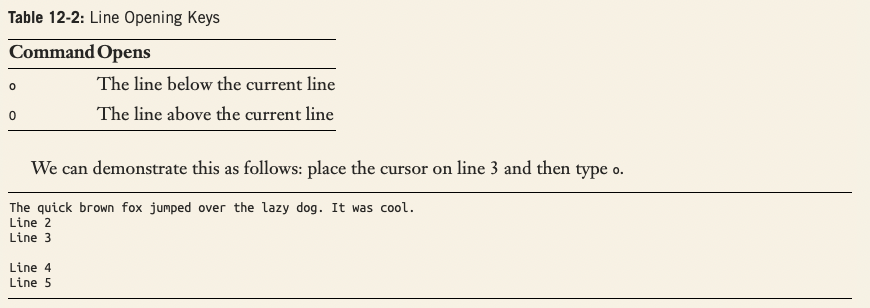 Table 12-2: Line Opening Keys
Command Opens
o The line below the current line
O The line above the current line
We can demonstrate this as follows: place the cursor on line 3 and then type o.
The quick brown fox jumped over the lazy dog. It was cool.
Line 2
Line 3
Line 4
Line 5